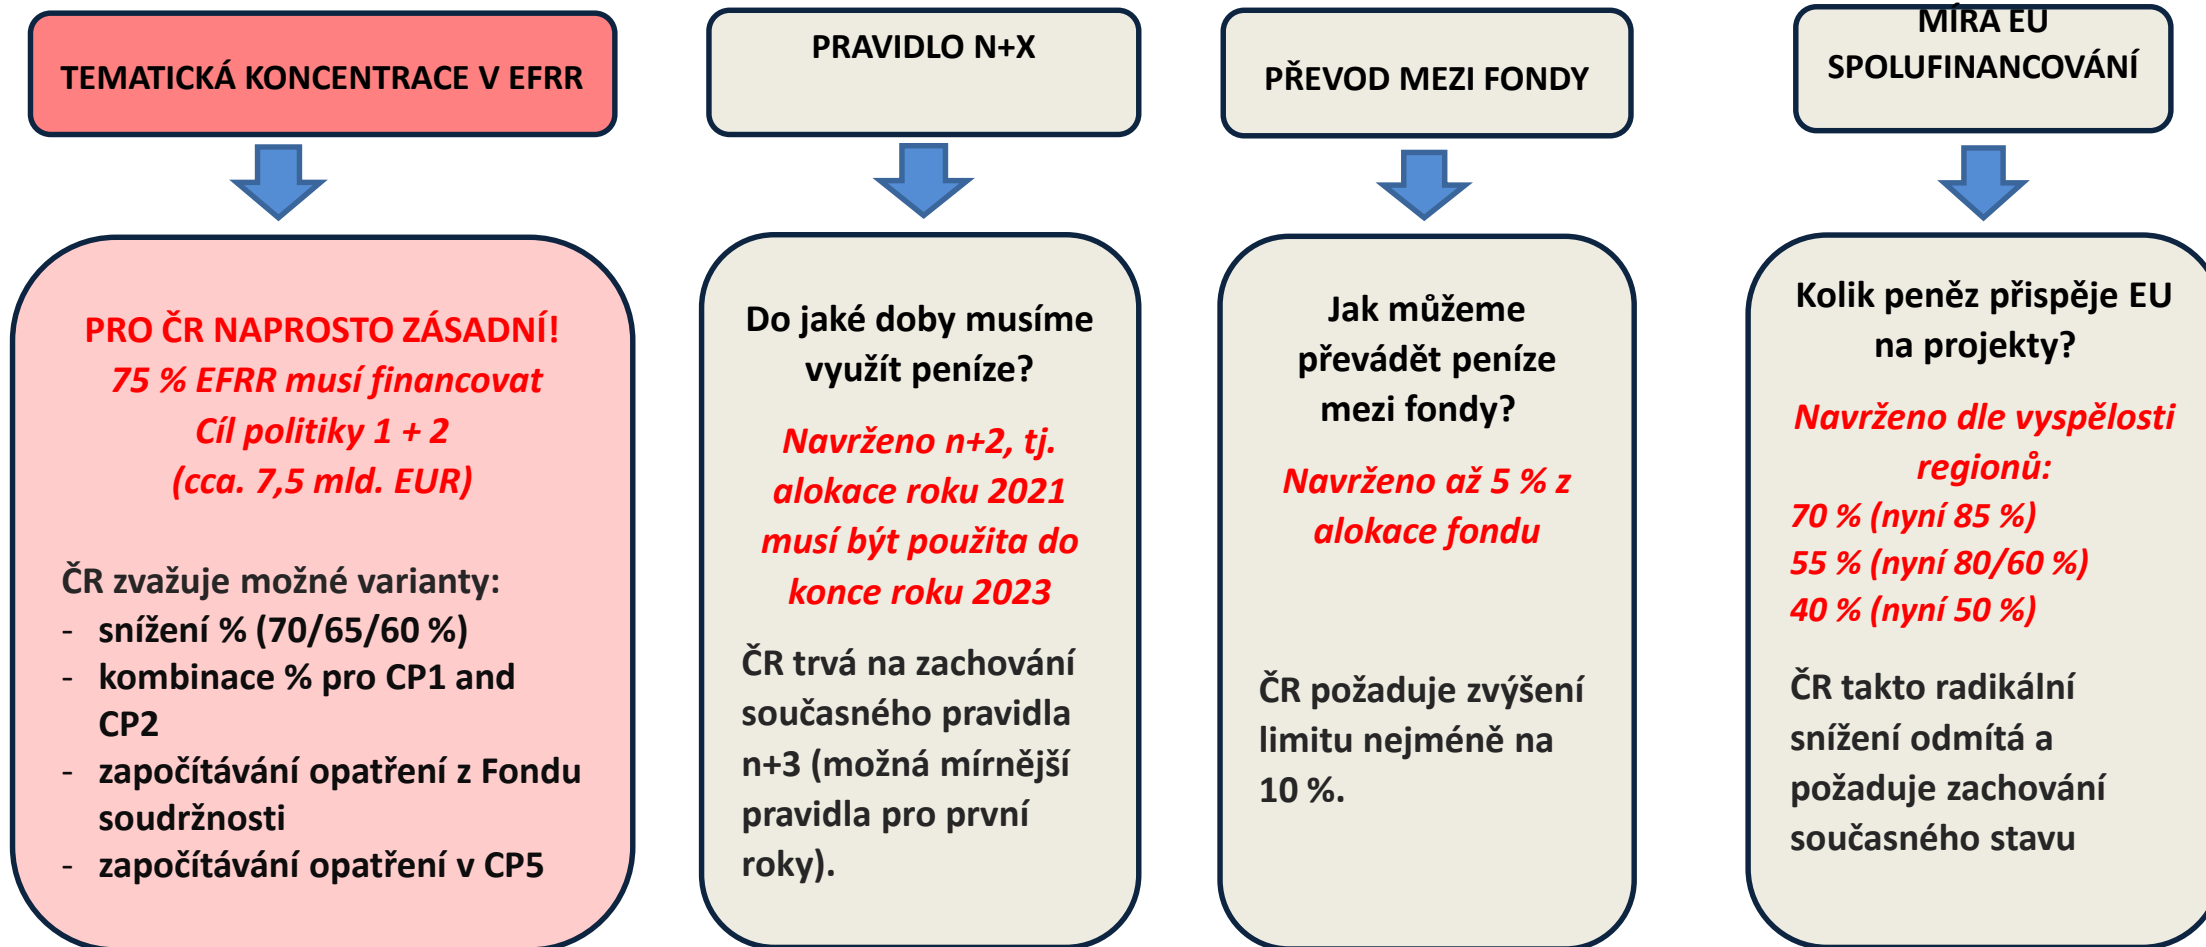 TEMATICKÁ KONCENTRACE V EFRR
PRO ČR NAPROSTO ZÁSADNÍ!
75 % EFRR musí financovat
Cíl politiky 1 + 2
(cca. 7,5 mld. EUR)
ČR zvažuje možné varianty:
- snížení % (70/65/60 %)
- kombinace % pro CP1 and
CP2
- započítávání opatření z Fondu
soudržnosti
- započítávání opatření v CP5
PRAVIDLO N+X
Do jaké doby musíme
využít peníze?
Navrženo n+2, tj.
alokace roku 2021
musí být použita do
konce roku 2023
ČR trvá na zachování
současného pravidla
n+3 (možná mírnější
pravidla pro první
roky).
PŘEVOD MEZI FONDY
Jak můžeme
převádět peníze
mezi fondy?
Navrženo až 5 % z
alokace fondu
ČR požaduje zvýšení
limitu nejméně na
10 %.
MÍRA EU
SPOLUFINANCOVÁNÍ
Kolik peněz přispěje EU
na projekty?
Navrženo dle vyspělosti
regionů:
70 % (nyní 85 %)
55 % (nyní 80/60 %)
40 % (nyní 50 %)
ČR takto radikální
snížení odmítá a
požaduje zachování
současného stavu